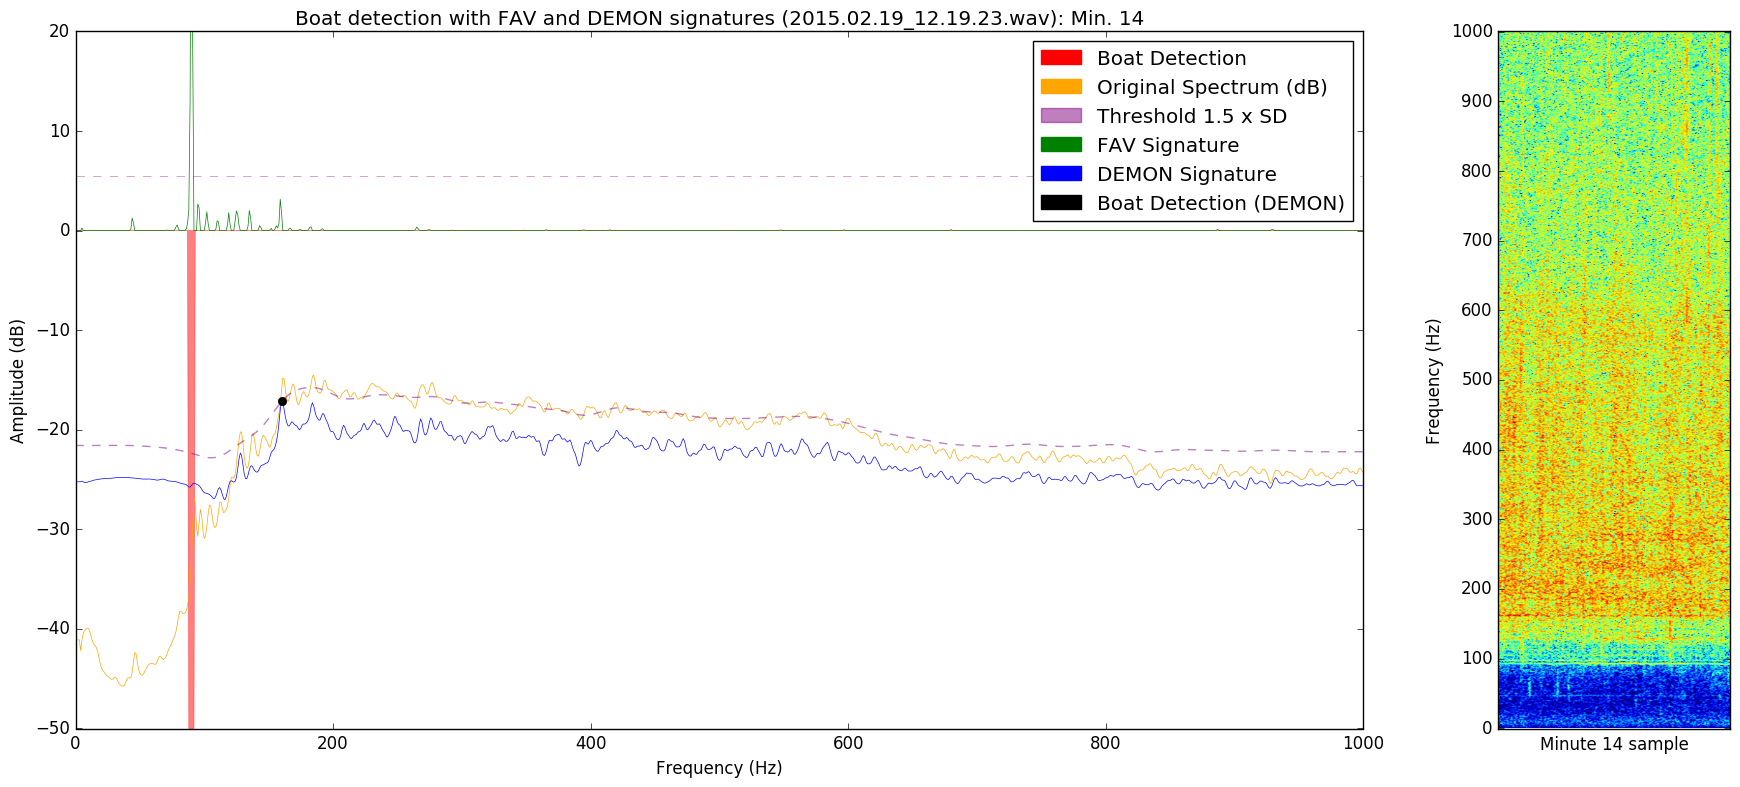 Boat detection with FAV and DEMON signatures (2015.02.19_12.19.23.wav): Min. 14
Boat Detection
Original Spectrum (dB)
Threshold 1.5 x SD
FAV Signature
DEMON Signature
Boat Detection (DEMON)
Amplitude (dB)
20
10
0
−10
−20
−30
−40
−50
0 200 400 600 800 1000
Frequency (Hz)
Frequency (Hz)
1000
900
800
700
600
500
400
300
200
100
0
Minute 14 sample